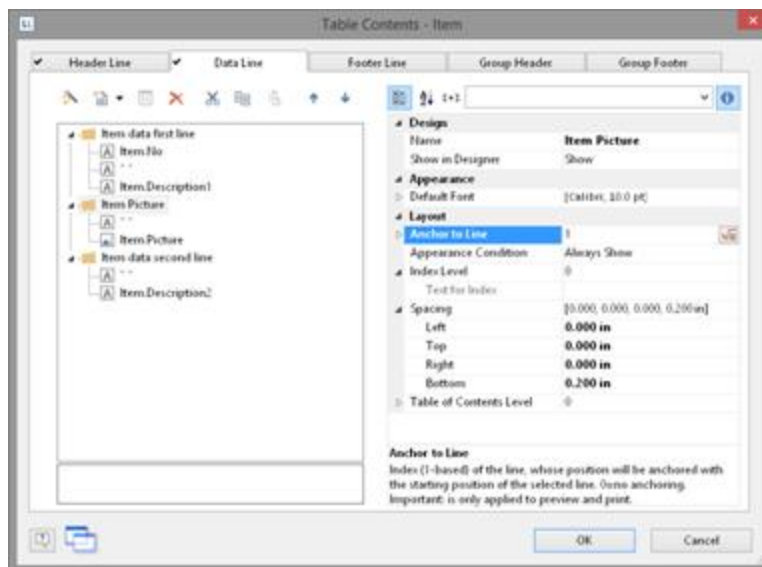 Table Contents - Item
Header Line
Data Line
Footer Line
Group Header
Group Footer
Item data first line
Item.No
" "
Item.Description1
Item Picture
" "
Item.Picture
Item data second line
" "
Item.Description2
Design
Name Item Picture
Show in Designer Show
Appearance
Default Font [Calibri, 10.0 pt]
Layout
Anchor to Line 1
Appearance Condition Always Show
Index Level 0
Text for Index
Spacing [0.000, 0.000, 0.000, 0.200 in]
Left 0.000 in
Top 0.000 in
Right 0.000 in
Bottom 0.200 in
Table of Contents Level 0
Anchor to Line
Index (1-based) of the line, whose position will be anchored with
the starting position of the selected line. 0=no anchoring.
Important: is only applied to preview and print.
OK
Cancel